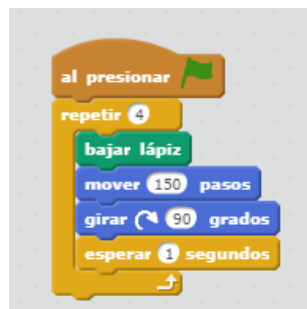 al presionar
repetir 4
bajar lápiz
mover 150 pasos
girar 90 grados
esperar 1 segundos